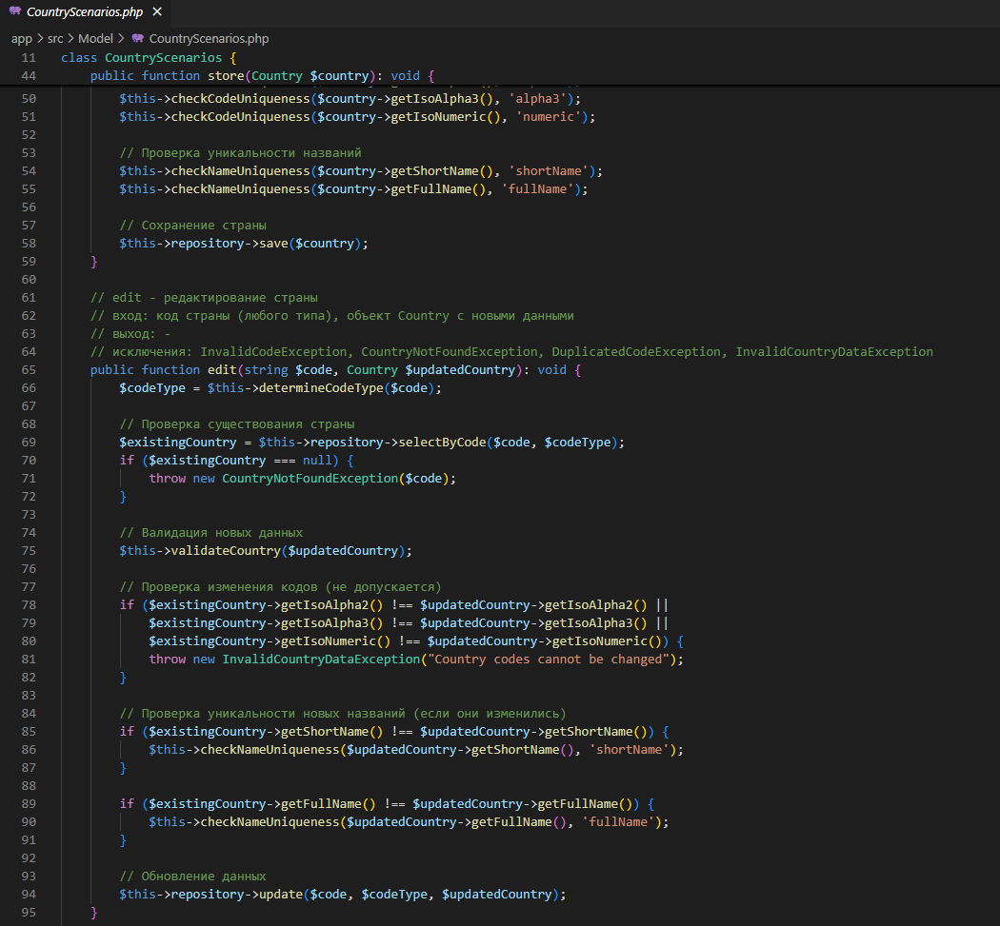 CountryScenarios.php ×
app > src > Model > CountryScenarios.php
11 class CountryScenarios {
44     public function store(Country $country): void {
50         $this->checkCodeUniqueness($country->getIsoAlpha3(), 'alpha3');
51         $this->checkCodeUniqueness($country->getIsoNumeric(), 'numeric');
52
53         // Проверка уникальности названий
54         $this->checkNameUniqueness($country->getShortName(), 'shortName');
55         $this->checkNameUniqueness($country->getFullName(), 'fullName');
56
57         // Сохранение страны
58         $this->repository->save($country);
59     }
60
61     // edit - редактирование страны
62     // вход: код страны (любого типа), объект Country с новыми данными
63     // выход: -
64     // исключения: InvalidCodeException, CountryNotFoundException, DuplicatedCodeException, InvalidCountryDataException
65     public function edit(string $code, Country $updatedCountry): void {
66         $codeType = $this->determineCodeType($code);
67
68         // Проверка существования страны
69         $existingCountry = $this->repository->selectByCode($code, $codeType);
70         if ($existingCountry === null) {
71             throw new CountryNotFoundException($code);
72         }
73
74         // Валидация новых данных
75         $this->validateCountry($updatedCountry);
76
77         // Проверка изменения кодов (не допускается)
78         if ($existingCountry->getIsoAlpha2() !== $updatedCountry->getIsoAlpha2() ||
79             $existingCountry->getIsoAlpha3() !== $updatedCountry->getIsoAlpha3() ||
80             $existingCountry->getIsoNumeric() !== $updatedCountry->getIsoNumeric()) {
81             throw new InvalidCountryDataException("Country codes cannot be changed");
82         }
83
84         // Проверка уникальности новых названий (если они изменились)
85         if ($existingCountry->getShortName() !== $updatedCountry->getShortName()) {
86             $this->checkNameUniqueness($updatedCountry->getShortName(), 'shortName');
87         }
88
89         if ($existingCountry->getFullName() !== $updatedCountry->getFullName()) {
90             $this->checkNameUniqueness($updatedCountry->getFullName(), 'fullName');
91         }
92
93         // Обновление данных
94         $this->repository->update($code, $codeType, $updatedCountry);
95     }